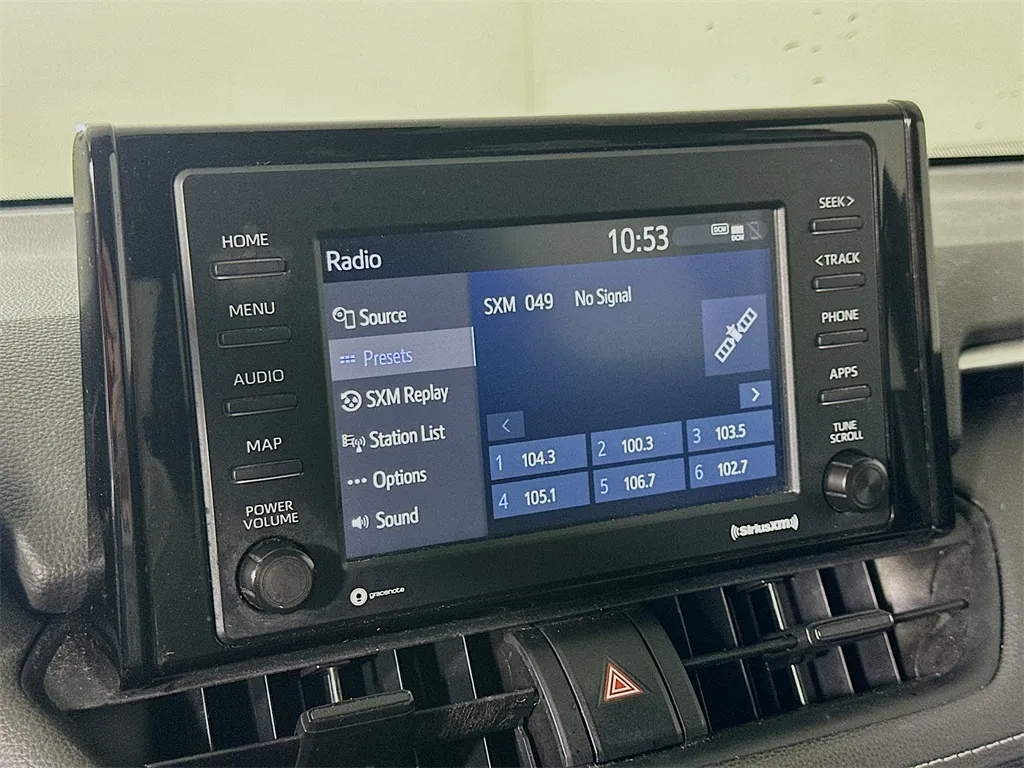 HOME
MENU
AUDIO
MAP
POWER
VOLUME
Radio
10:53
DCM
DCM
Source
Presets
SXM Replay
Station List
Options
Sound
SXM 049 No Signal
<
>
1 104.3
2 100.3
3 103.5
4 105.1
5 106.7
6 102.7
gracenote
SiriusXM
SEEK >
< TRACK
PHONE
APPS
TUNE
SCROLL